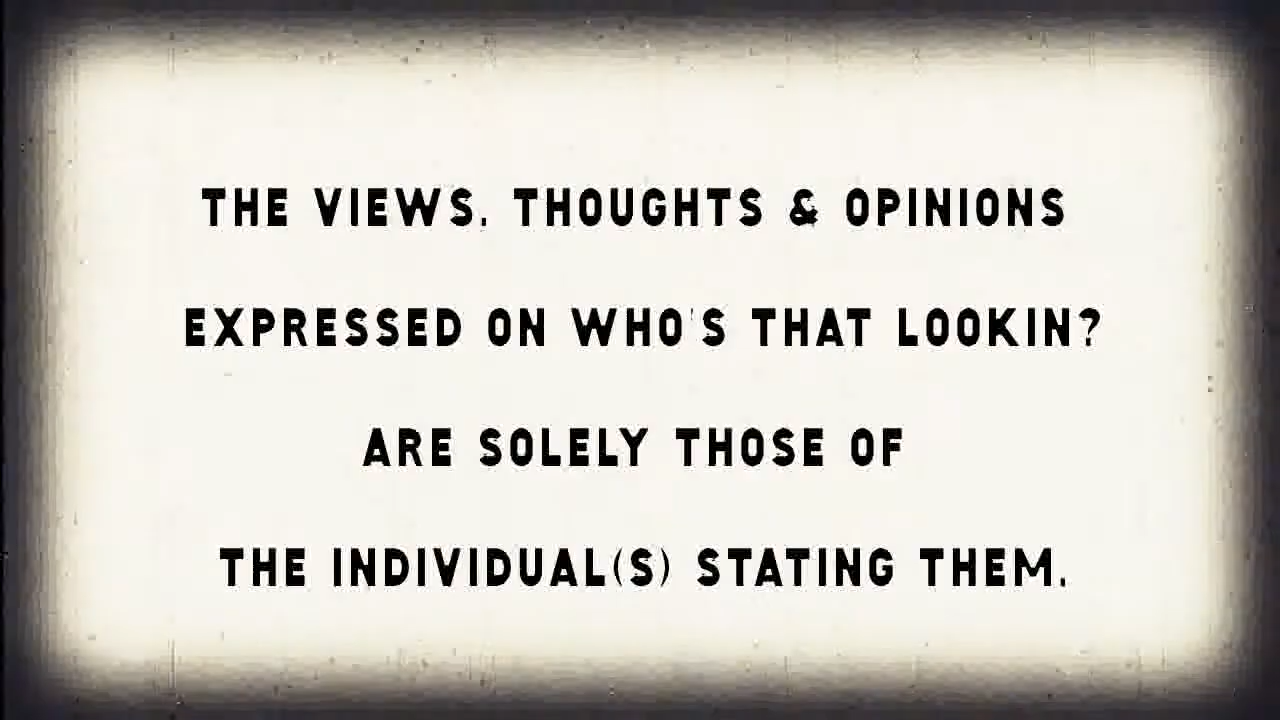 THE VIEWS, THOUGHTS & OPINIONS
EXPRESSED ON WHO'S THAT LOOKIN?
ARE SOLELY THOSE OF
THE INDIVIDUAL(S) STATING THEM.